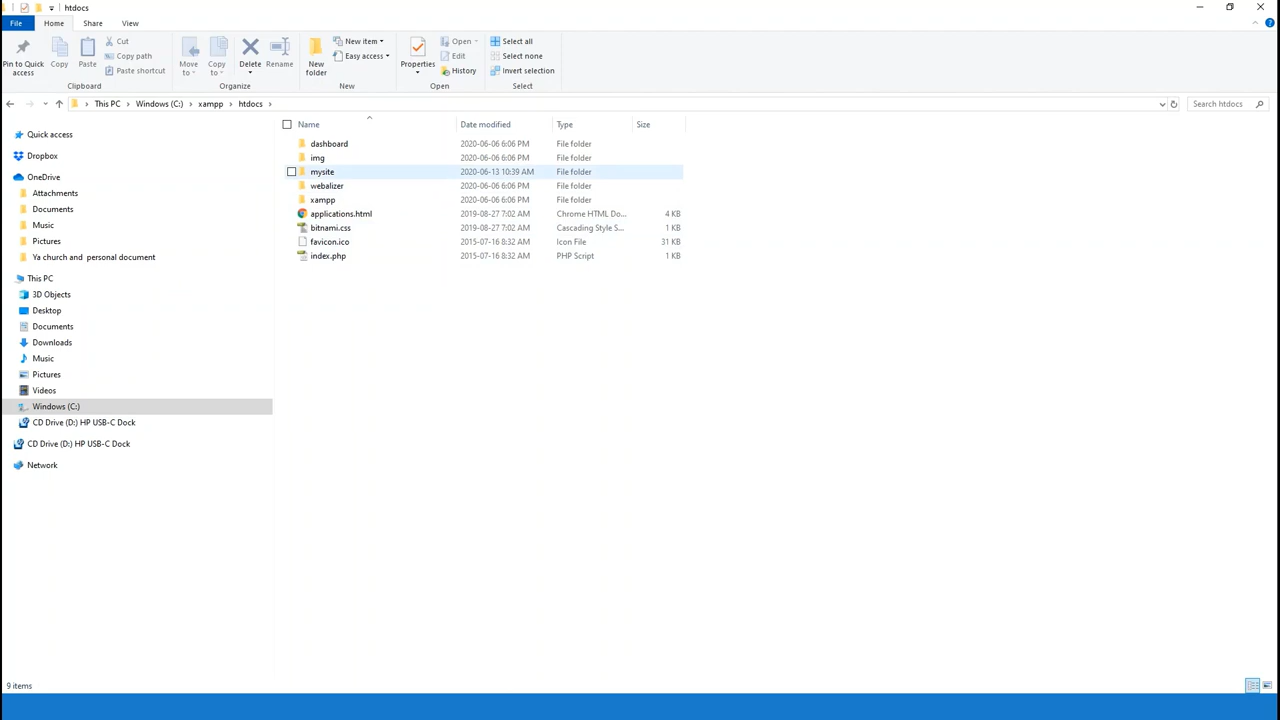 htdocs
File Home Share View
Pin to Quick access
Copy
Paste
Cut
Copy path
Paste shortcut
Clipboard
Move to
Copy to
Delete
Rename
Organize
New folder
New item
Easy access
New
Properties
Open
Edit
History
Open
Select all
Select none
Invert selection
Select
This PC Windows (C:) xampp htdocs
Search htdocs
Quick access
Dropbox
OneDrive
Attachments
Documents
Music
Pictures
Ya church and personal document
This PC
3D Objects
Desktop
Documents
Downloads
Music
Pictures
Videos
Windows (C:)
CD Drive (D:) HP USB-C Dock
CD Drive (D:) HP USB-C Dock
Network
Name Date modified Type Size
dashboard 2020-06-06 6:06 PM File folder
img 2020-06-06 6:06 PM File folder
mysite 2020-06-13 10:39 AM File folder
webalizer 2020-06-06 6:06 PM File folder
xampp 2020-06-06 6:06 PM File folder
applications.html 2019-08-27 7:02 AM Chrome HTML Do... 4 KB
bitnami.css 2019-08-27 7:02 AM Cascading Style S... 1 KB
favicon.ico 2015-07-16 8:32 AM Icon File 31 KB
index.php 2015-07-16 8:32 AM PHP Script 1 KB
9 items